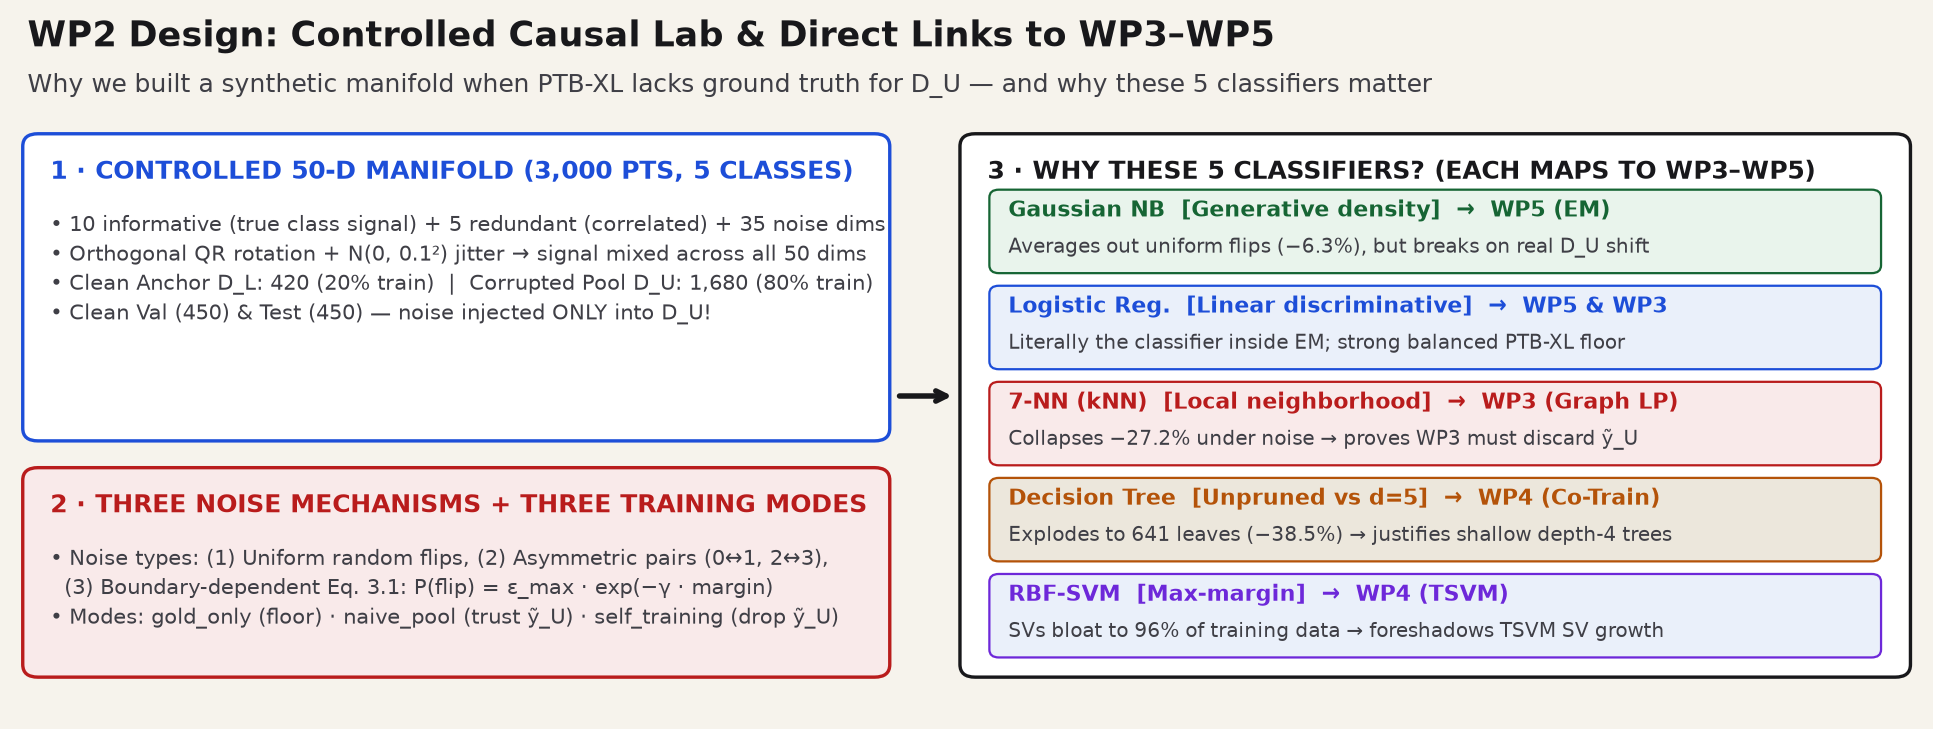 WP2 Design: Controlled Causal Lab & Direct Links to WP3–WP5
Why we built a synthetic manifold when PTB-XL lacks ground truth for D_U — and why these 5 classifiers matter
1 · CONTROLLED 50-D MANIFOLD (3,000 PTS, 5 CLASSES)
• 10 informative (true class signal) + 5 redundant (correlated) + 35 noise dims
• Orthogonal QR rotation + N(0, 0.1²) jitter → signal mixed across all 50 dims
• Clean Anchor D_L: 420 (20% train)  |  Corrupted Pool D_U: 1,680 (80% train)
• Clean Val (450) & Test (450) — noise injected ONLY into D_U!
2 · THREE NOISE MECHANISMS + THREE TRAINING MODES
• Noise types: (1) Uniform random flips, (2) Asymmetric pairs (0↔1, 2↔3),
(3) Boundary-dependent Eq. 3.1: P(flip) = ε_max · exp(−γ · margin)
• Modes: gold_only (floor) · naive_pool (trust ỹ_U) · self_training (drop ỹ_U)
3 · WHY THESE 5 CLASSIFIERS? (EACH MAPS TO WP3–WP5)
Gaussian NB  [Generative density]  →  WP5 (EM)
Averages out uniform flips (−6.3%), but breaks on real D_U shift
Logistic Reg.  [Linear discriminative]  →  WP5 & WP3
Literally the classifier inside EM; strong balanced PTB-XL floor
7-NN (kNN)  [Local neighborhood]  →  WP3 (Graph LP)
Collapses −27.2% under noise → proves WP3 must discard ỹ_U
Decision Tree  [Unpruned vs d=5]  →  WP4 (Co-Train)
Explodes to 641 leaves (−38.5%) → justifies shallow depth-4 trees
RBF-SVM  [Max-margin]  →  WP4 (TSVM)
SVs bloat to 96% of training data → foreshadows TSVM SV growth